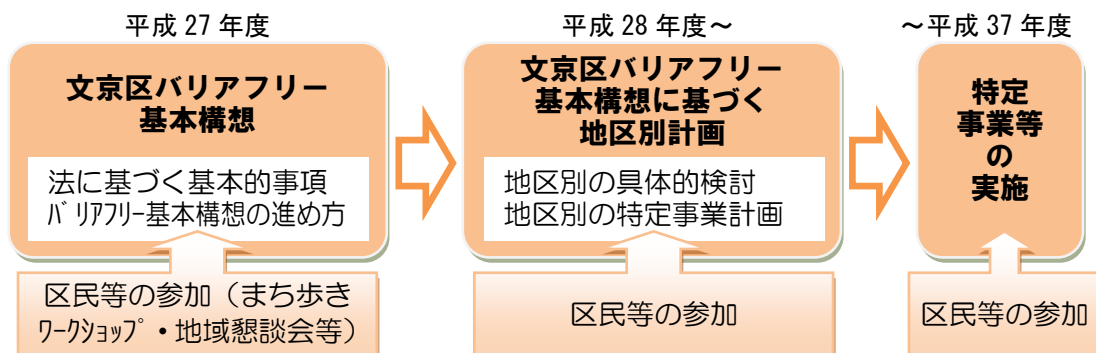 平成 27 年度
文京区バリアフリー
基本構想
法に基づく基本的事項
ﾊﾞﾘｱﾌﾘｰ基本構想の進め方
区民等の参加（まち歩き
ﾜｰｸｼｮｯﾌﾟ・地域懇談会等）
平成 28 年度～
文京区バリアフリー
基本構想に基づく
地区別計画
地区別の具体的検討
地区別の特定事業計画
区民等の参加
～平成 37 年度
特定
事業等
の
実施
区民等の参加